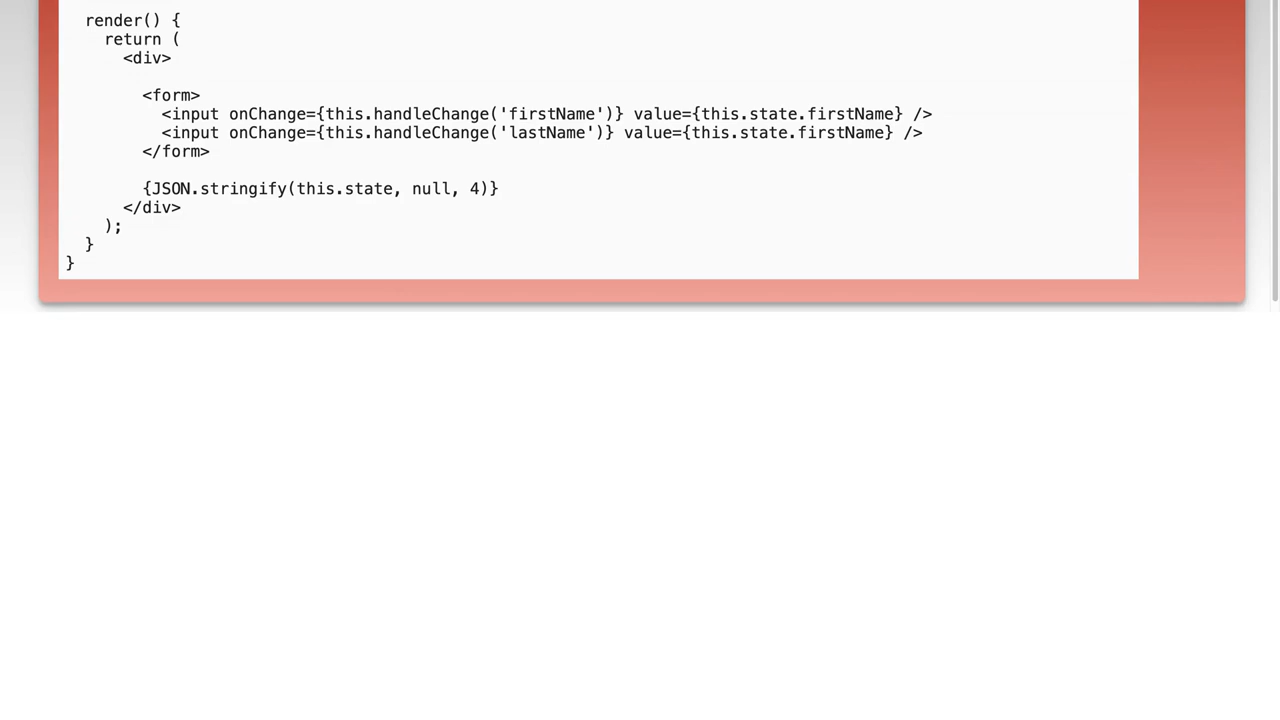 render() {
return (
<div>
<form>
<input onChange={this.handleChange('firstName')} value={this.state.firstName} />
<input onChange={this.handleChange('lastName')} value={this.state.firstName} />
</form>
{JSON.stringify(this.state, null, 4)}
</div>
);
}
}